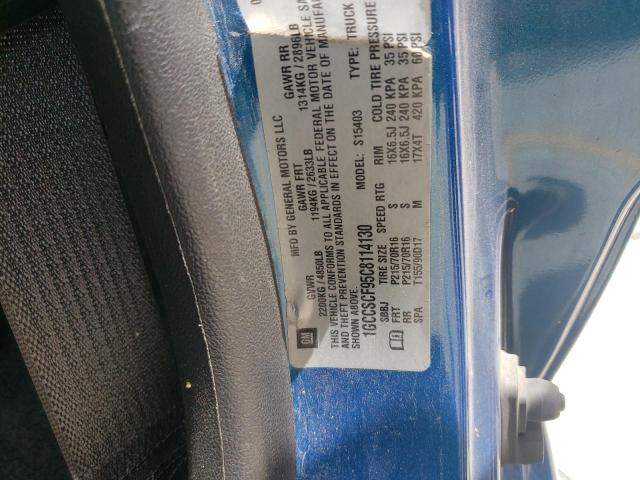 MFD BY GENERAL MOTORS LLC
GVWR GAWR FRT GAWR RR
2200KG / 4850LB 1194KG / 2633LB 1314KG / 2896LB
THIS VEHICLE CONFORMS TO ALL APPLICABLE FEDERAL MOTOR VEHICLE SA
AND THEFT PREVENTION STANDARDS IN EFFECT ON THE DATE OF MANUFA
SHOWN ABOVE.
GM
1GCCSCF95C8114130 MODEL: S15403 TYPE: TRUCK
SBBJ TIRE SIZE SPEED RTG RIM COLD TIRE PRESSURE
FRT P215/70R16 S 16X6.5J 240 KPA 35 PSI
RR P215/70R16 S 16X6.5J 240 KPA 35 PSI
SPA T155/90D17 M 17X4T 420 KPA 60 PSI